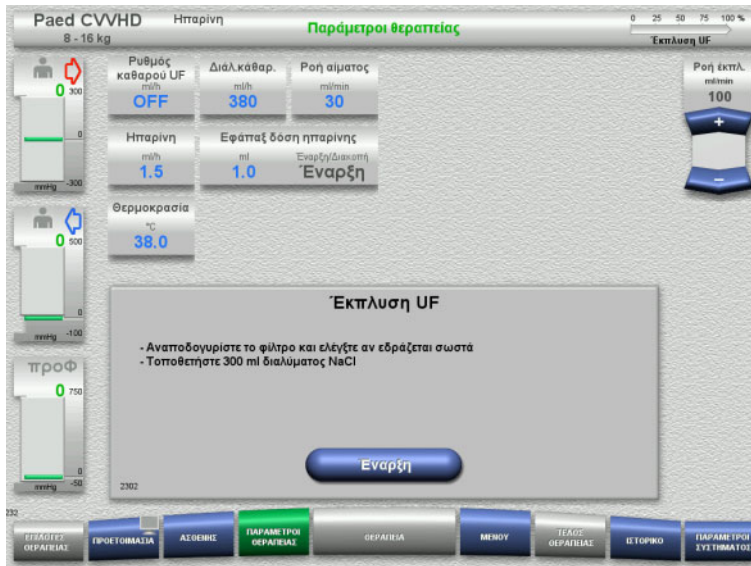 Paed CVVHD Ηπαρίνη
8 - 16 kg
Παράμετροι θεραπείας
0 25 50 75 100 %
Έκπλυση UF
0 300
0
mmHg -300
Ρυθμός καθαρού UF
ml/h
OFF
Διάλ.κάθαρ.
ml/h
380
Ροή αίματος
ml/min
30
Ροή έκπλ.
ml/min
100
+
–
Ηπαρίνη
ml/h
1.5
Εφάπαξ δόση ηπαρίνης
ml Έναρξη/Διακοπή
1.0 Έναρξη
Θερμοκρασία
°C
38.0
0 500
0
mmHg -100
προΦ
0 750
0
mmHg -50
Έκπλυση UF
- Αναποδογυρίστε το φίλτρο και ελέγξτε αν εδράζεται σωστά
- Τοποθετήστε 300 ml διαλύματος NaCl
Έναρξη
2302
232
ΕΠΙΛΟΓΕΣ ΘΕΡΑΠΕΙΑΣ
ΠΡΟΕΤΟΙΜΑΣΙΑ
ΑΣΘΕΝΗΣ
ΠΑΡΑΜΕΤΡΟΙ ΘΕΡΑΠΕΙΑΣ
ΘΕΡΑΠΕΙΑ
ΜΕΝΟΥ
ΤΕΛΟΣ ΘΕΡΑΠΕΙΑΣ
ΙΣΤΟΡΙΚΟ
ΠΑΡΑΜΕΤΡΟΙ ΣΥΣΤΗΜΑΤΟΣ